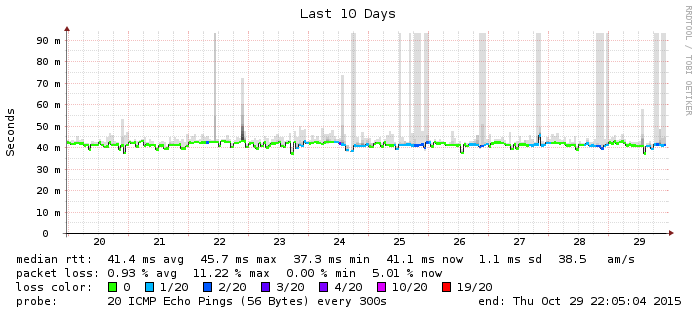 Last 10 Days
RRDTOOL / TOBI OETIKER
Seconds
90 m
80 m
70 m
60 m
50 m
40 m
30 m
20 m
10 m
0
20 21 22 23 24 25 26 27 28 29
median rtt: 41.4 ms avg 45.7 ms max 37.3 ms min 41.1 ms now 1.1 ms sd 38.5 am/s
packet loss: 0.93 % avg 11.22 % max 0.00 % min 5.01 % now
loss color: 0 1/20 2/20 3/20 4/20 10/20 19/20
probe: 20 ICMP Echo Pings (56 Bytes) every 300s end: Thu Oct 29 22:05:04 2015